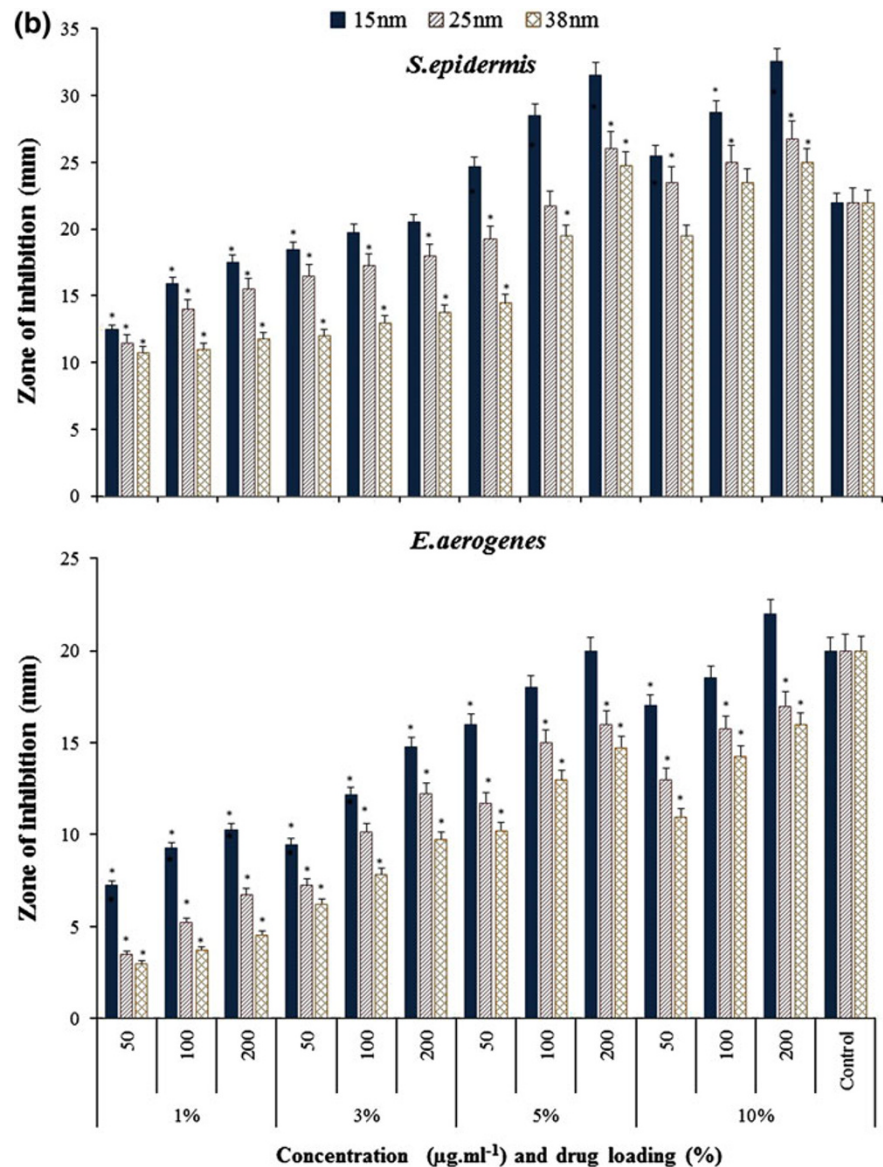 (b)
15nm 25nm 38nm
S.epidermis
Zone of inhibition (mm)
35
30
25
20
15
10
5
0
E.aerogenes
Zone of inhibition (mm)
25
20
15
10
5
0
50 100 200 50 100 200 50 100 200 50 100 200 Control
1% 3% 5% 10%
Concentration (µg.ml⁻¹) and drug loading (%)